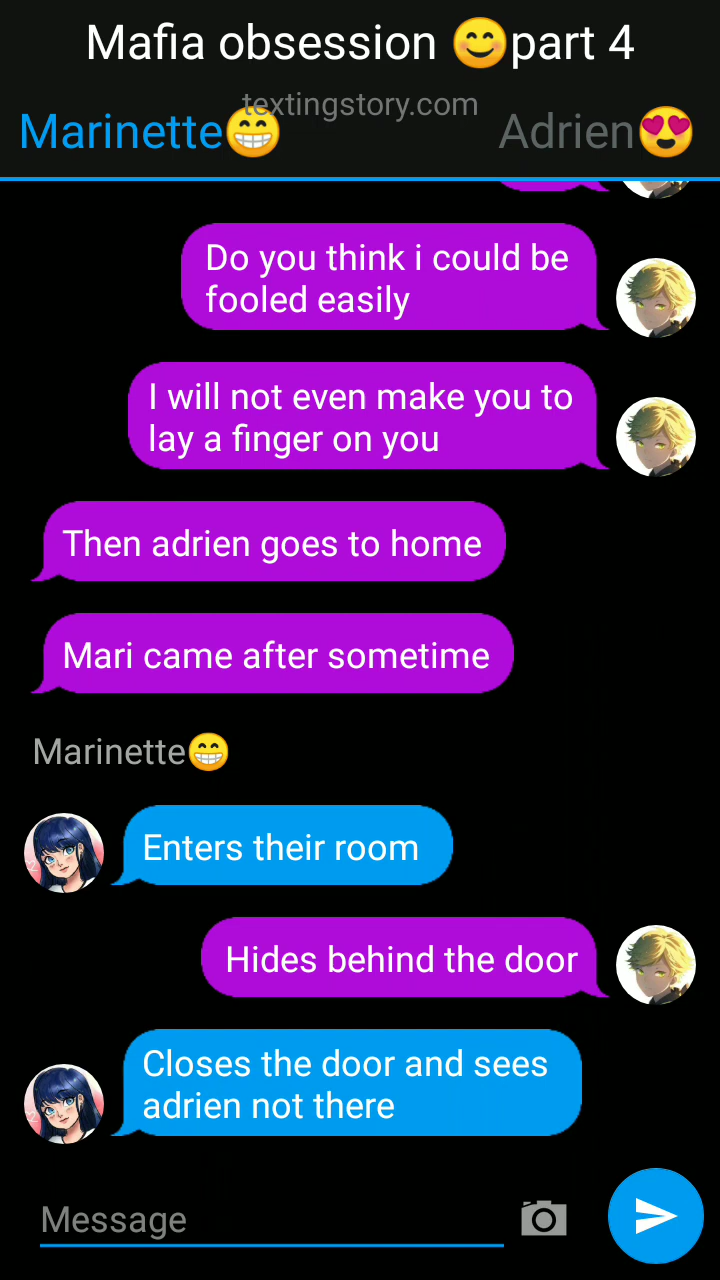 Mafia obsession 😊part 4
textingstory.com
Marinette😁 Adrien😍
Do you think i could be
fooled easily
I will not even make you to
lay a finger on you
Then adrien goes to home
Mari came after sometime
Marinette😁
Enters their room
Hides behind the door
Closes the door and sees
adrien not there
Message